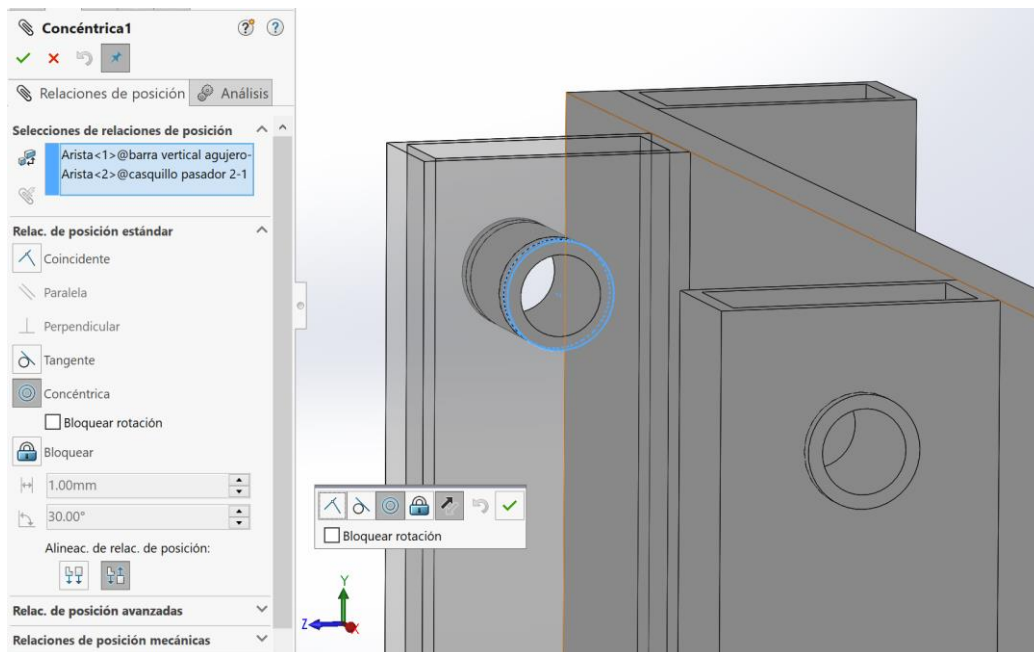 Concéntrica1
Relaciones de posición
Análisis
Selecciones de relaciones de posición
Arista<1>@barra vertical agujero-
Arista<2>@casquillo pasador 2-1
Relac. de posición estándar
Coincidente
Paralela
Perpendicular
Tangente
Concéntrica
Bloquear rotación
Bloquear
1.00mm
30.00°
Alineac. de relac. de posición:
Relac. de posición avanzadas
Relaciones de posición mecánicas
Bloquear rotación
Y
Z
X